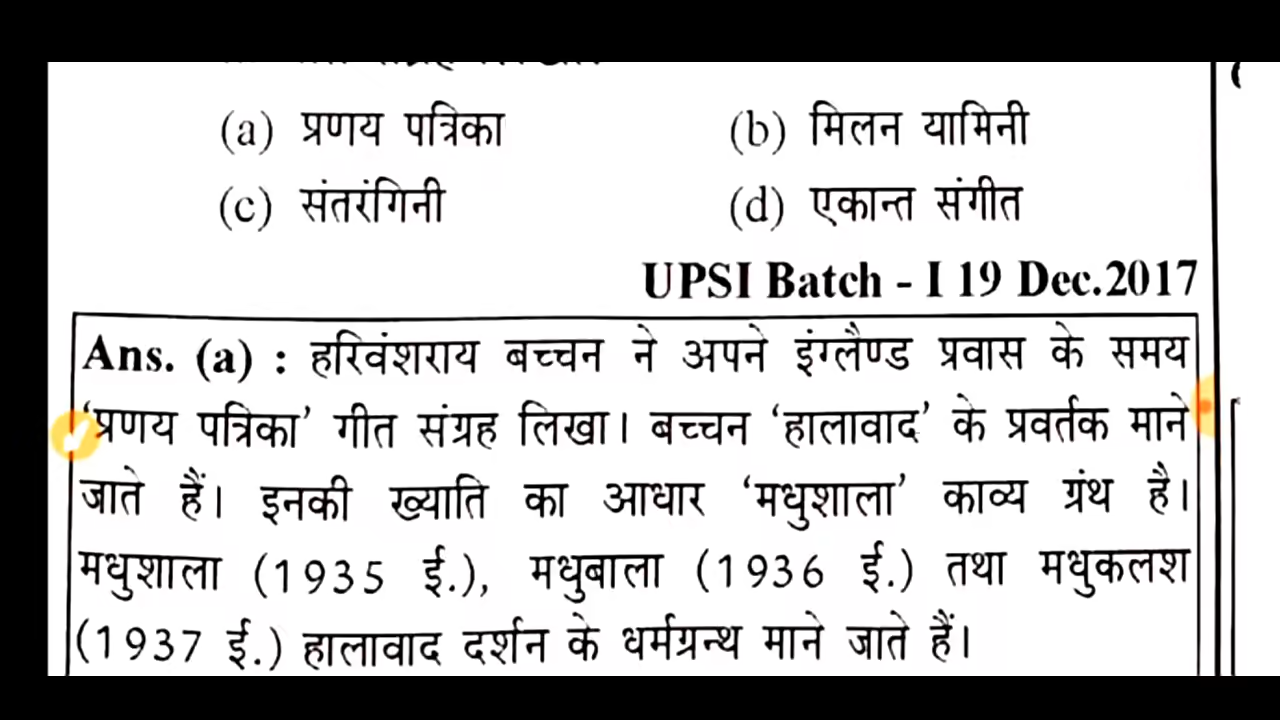 (a) प्रणय पत्रिका (b) मिलन यामिनी
(c) संतरंगिनी (d) एकान्त संगीत
UPSI Batch - I 19 Dec.2017
Ans. (a) : हरिवंशराय बच्चन ने अपने इंग्लैण्ड प्रवास के समय
‘प्रणय पत्रिका’ गीत संग्रह लिखा। बच्चन ‘हालावाद’ के प्रवर्तक माने
जाते हैं। इनकी ख्याति का आधार ‘मधुशाला’ काव्य ग्रंथ है।
मधुशाला (1935 ई.), मधुबाला (1936 ई.) तथा मधुकलश
(1937 ई.) हालावाद दर्शन के धर्मग्रन्थ माने जाते हैं।